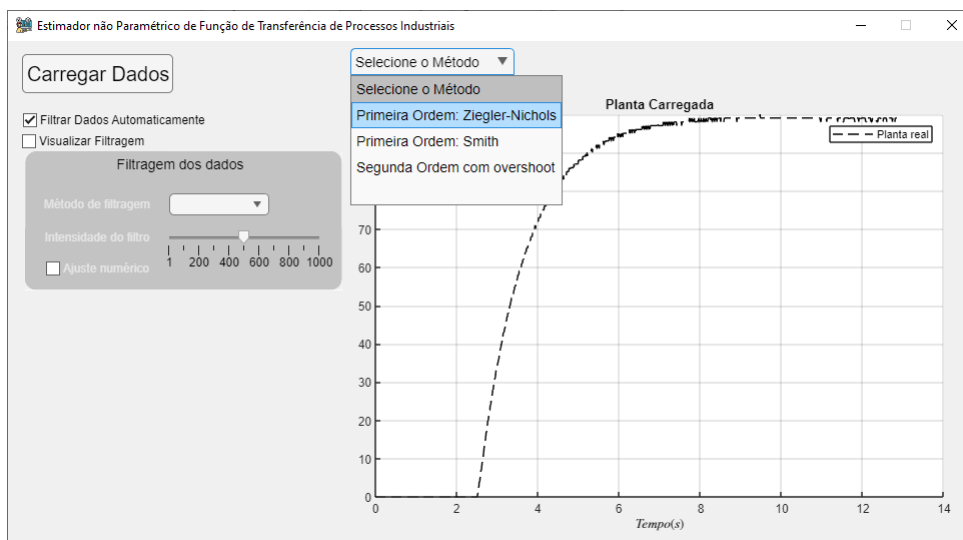 Estimador não Paramétrico de Função de Transferência de Processos Industriais
Carregar Dados
Filtrar Dados Automaticamente
Visualizar Filtragem
Filtragem dos dados
Método de filtragem
Intensidade do filtro
1 200 400 600 800 1000
Ajuste numérico
Selecione o Método
Selecione o Método
Primeira Ordem: Ziegler-Nichols
Primeira Ordem: Smith
Segunda Ordem com overshoot
Planta Carregada
Planta real
70
60
50
40
30
20
10
0
0 2 4 6 8 10 12 14
Tempo(s)